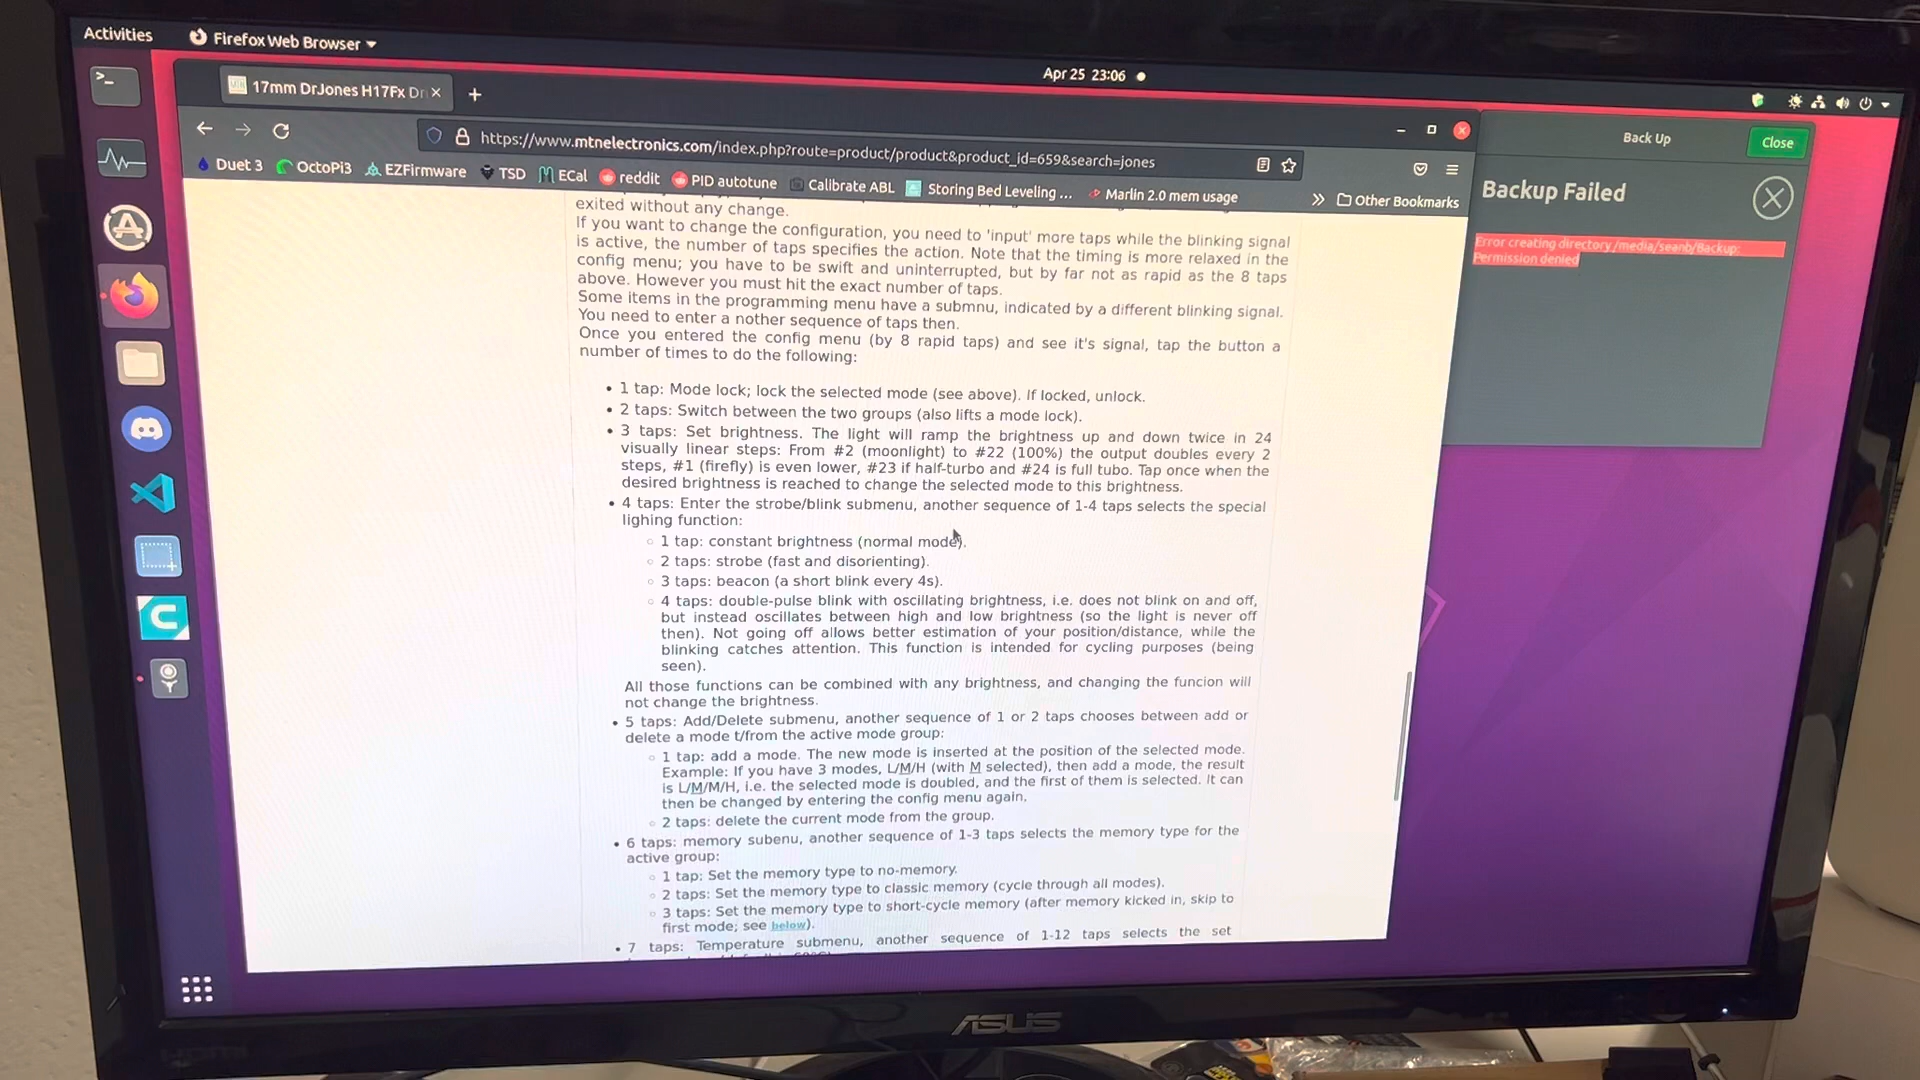 Activities
Firefox Web Browser
Apr 25 23:06
17mm DrJones H17Fx Dr
https://www.mtnelectronics.com/index.php?route=product/product&product_id=659&search=jones
Duet 3
OctoPi3
EZFirmware
TSD
ECal
reddit
PID autotune
Calibrate ABL
Storing Bed Leveling ...
Marlin 2.0 mem usage
Other Bookmarks
Back Up
Close
Backup Failed
Error creating directory /media/seanb/Backup:
Permission denied
exited without any change.
If you want to change the configuration, you need to 'input' more taps while the blinking signal
is active, the number of taps specifies the action. Note that the timing is more relaxed in the
config menu; you have to be swift and uninterrupted, but by far not as rapid as the 8 taps
above. However you must hit the exact number of taps.
Some items in the programming menu have a submnu, indicated by a different blinking signal.
You need to enter a nother sequence of taps then.
Once you entered the config menu (by 8 rapid taps) and see it's signal, tap the button a
number of times to do the following:
• 1 tap: Mode lock; lock the selected mode (see above). If locked, unlock.
• 2 taps: Switch between the two groups (also lifts a mode lock).
• 3 taps: Set brightness. The light will ramp the brightness up and down twice in 24
visually linear steps: From #2 (moonlight) to #22 (100%) the output doubles every 2
steps, #1 (firefly) is even lower, #23 if half-turbo and #24 is full tubo. Tap once when the
desired brightness is reached to change the selected mode to this brightness.
• 4 taps: Enter the strobe/blink submenu, another sequence of 1-4 taps selects the special
lighing function:
◦ 1 tap: constant brightness (normal mode).
◦ 2 taps: strobe (fast and disorienting).
◦ 3 taps: beacon (a short blink every 4s).
◦ 4 taps: double-pulse blink with oscillating brightness, i.e. does not blink on and off,
but instead oscillates between high and low brightness (so the light is never off
then). Not going off allows better estimation of your position/distance, while the
blinking catches attention. This function is intended for cycling purposes (being
seen).
All those functions can be combined with any brightness, and changing the funcion will
not change the brightness.
• 5 taps: Add/Delete submenu, another sequence of 1 or 2 taps chooses between add or
delete a mode t/from the active mode group:
◦ 1 tap: add a mode. The new mode is inserted at the position of the selected mode.
Example: If you have 3 modes, L/M/H (with M selected), then add a mode, the result
is L/M/M/H, i.e. the selected mode is doubled, and the first of them is selected. It can
then be changed by entering the config menu again.
◦ 2 taps: delete the current mode from the group.
• 6 taps: memory subenu, another sequence of 1-3 taps selects the memory type for the
active group:
◦ 1 tap: Set the memory type to no-memory.
◦ 2 taps: Set the memory type to classic memory (cycle through all modes).
◦ 3 taps: Set the memory type to short-cycle memory (after memory kicked in, skip to
first mode; see below).
• 7 taps: Temperature submenu, another sequence of 1-12 taps selects the set
ASUS
HDMI